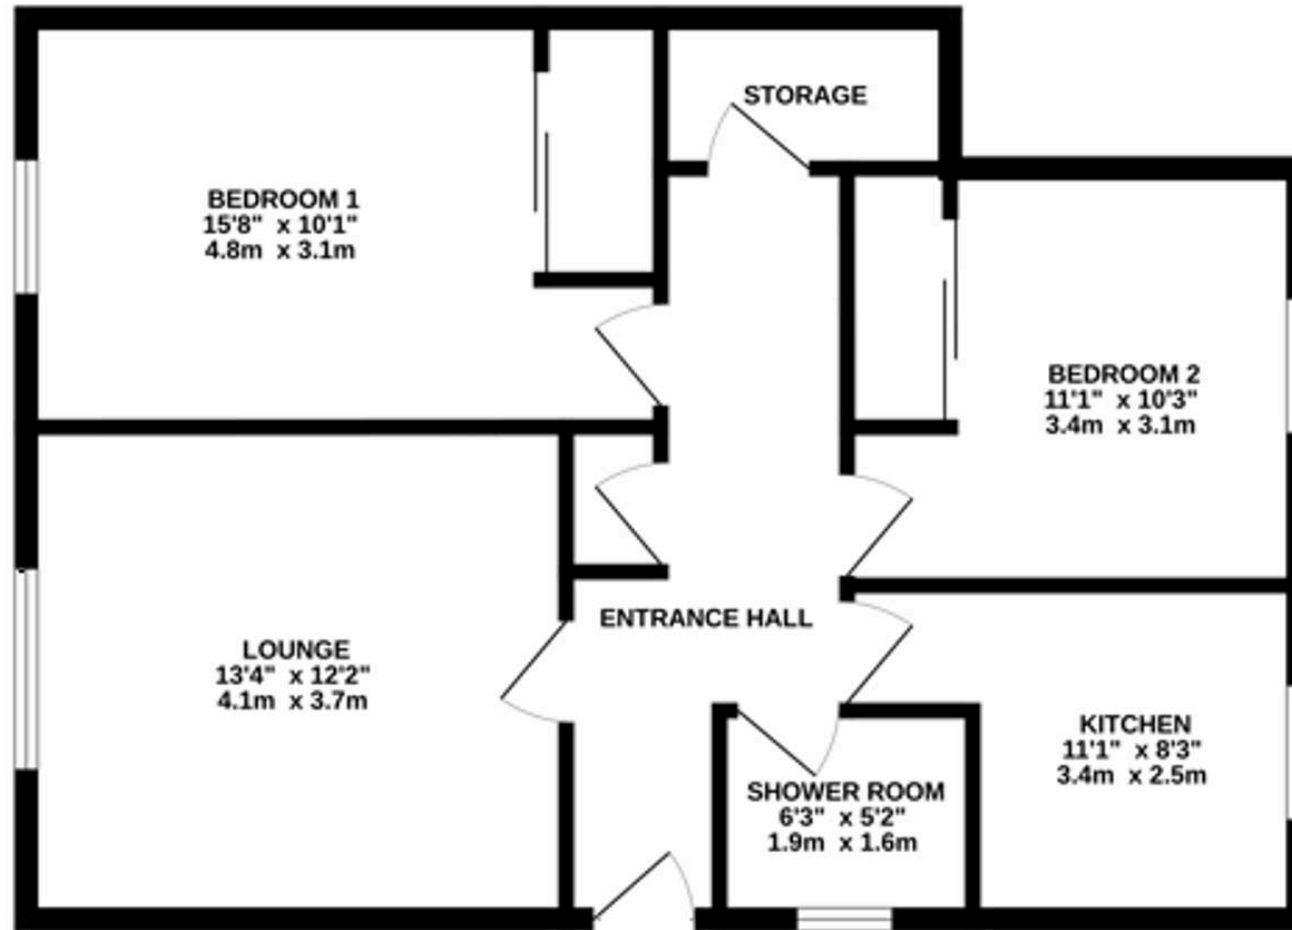 STORAGE
BEDROOM 1
15'8" x 10'1"
4.8m x 3.1m
BEDROOM 2
11'1" x 10'3"
3.4m x 3.1m
ENTRANCE HALL
LOUNGE
13'4" x 12'2"
4.1m x 3.7m
KITCHEN
11'1" x 8'3"
3.4m x 2.5m
SHOWER ROOM
6'3" x 5'2"
1.9m x 1.6m